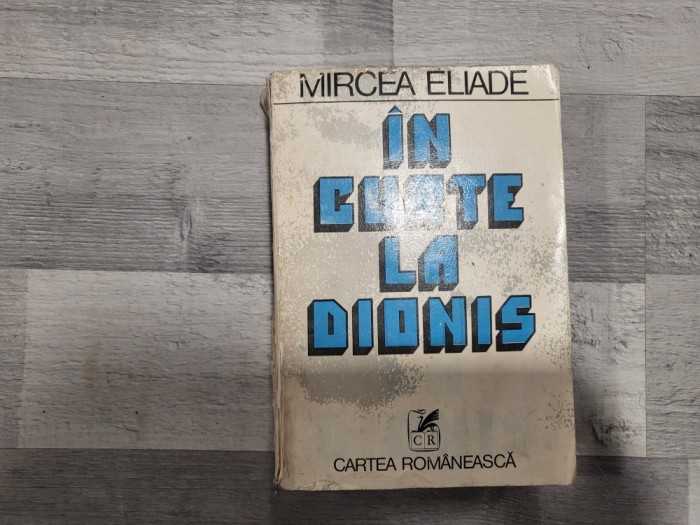 MIRCEA ELIADE
ÎN
CURTE
LA
DIONIS
CR
CARTEA ROMÂNEASCĂ